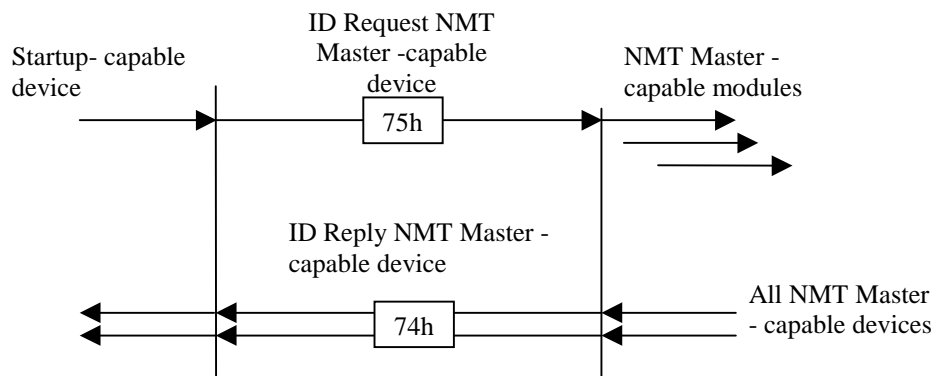 ID Request NMT
Master -capable
device
Startup- capable
device
NMT Master -
capable modules
75h
ID Reply NMT Master -
capable device
All NMT Master
- capable devices
74h